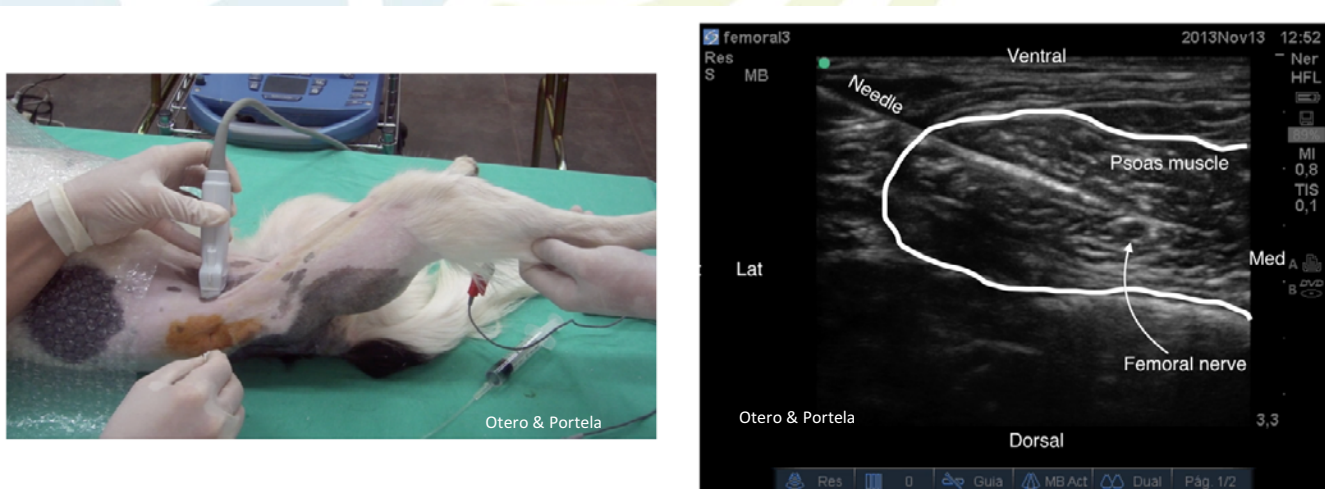 Otero & Portela
femoral3
2013Nov13 12:52
Res
S MB
Ventral
Ner
HFL
Needle
89%
MI
0,8
TIS
0,1
Psoas muscle
Lat
Med
A
B DVD
Femoral nerve
Otero & Portela
3,3
Dorsal
Res 0 Guia MB Act Dual Pág. 1/2